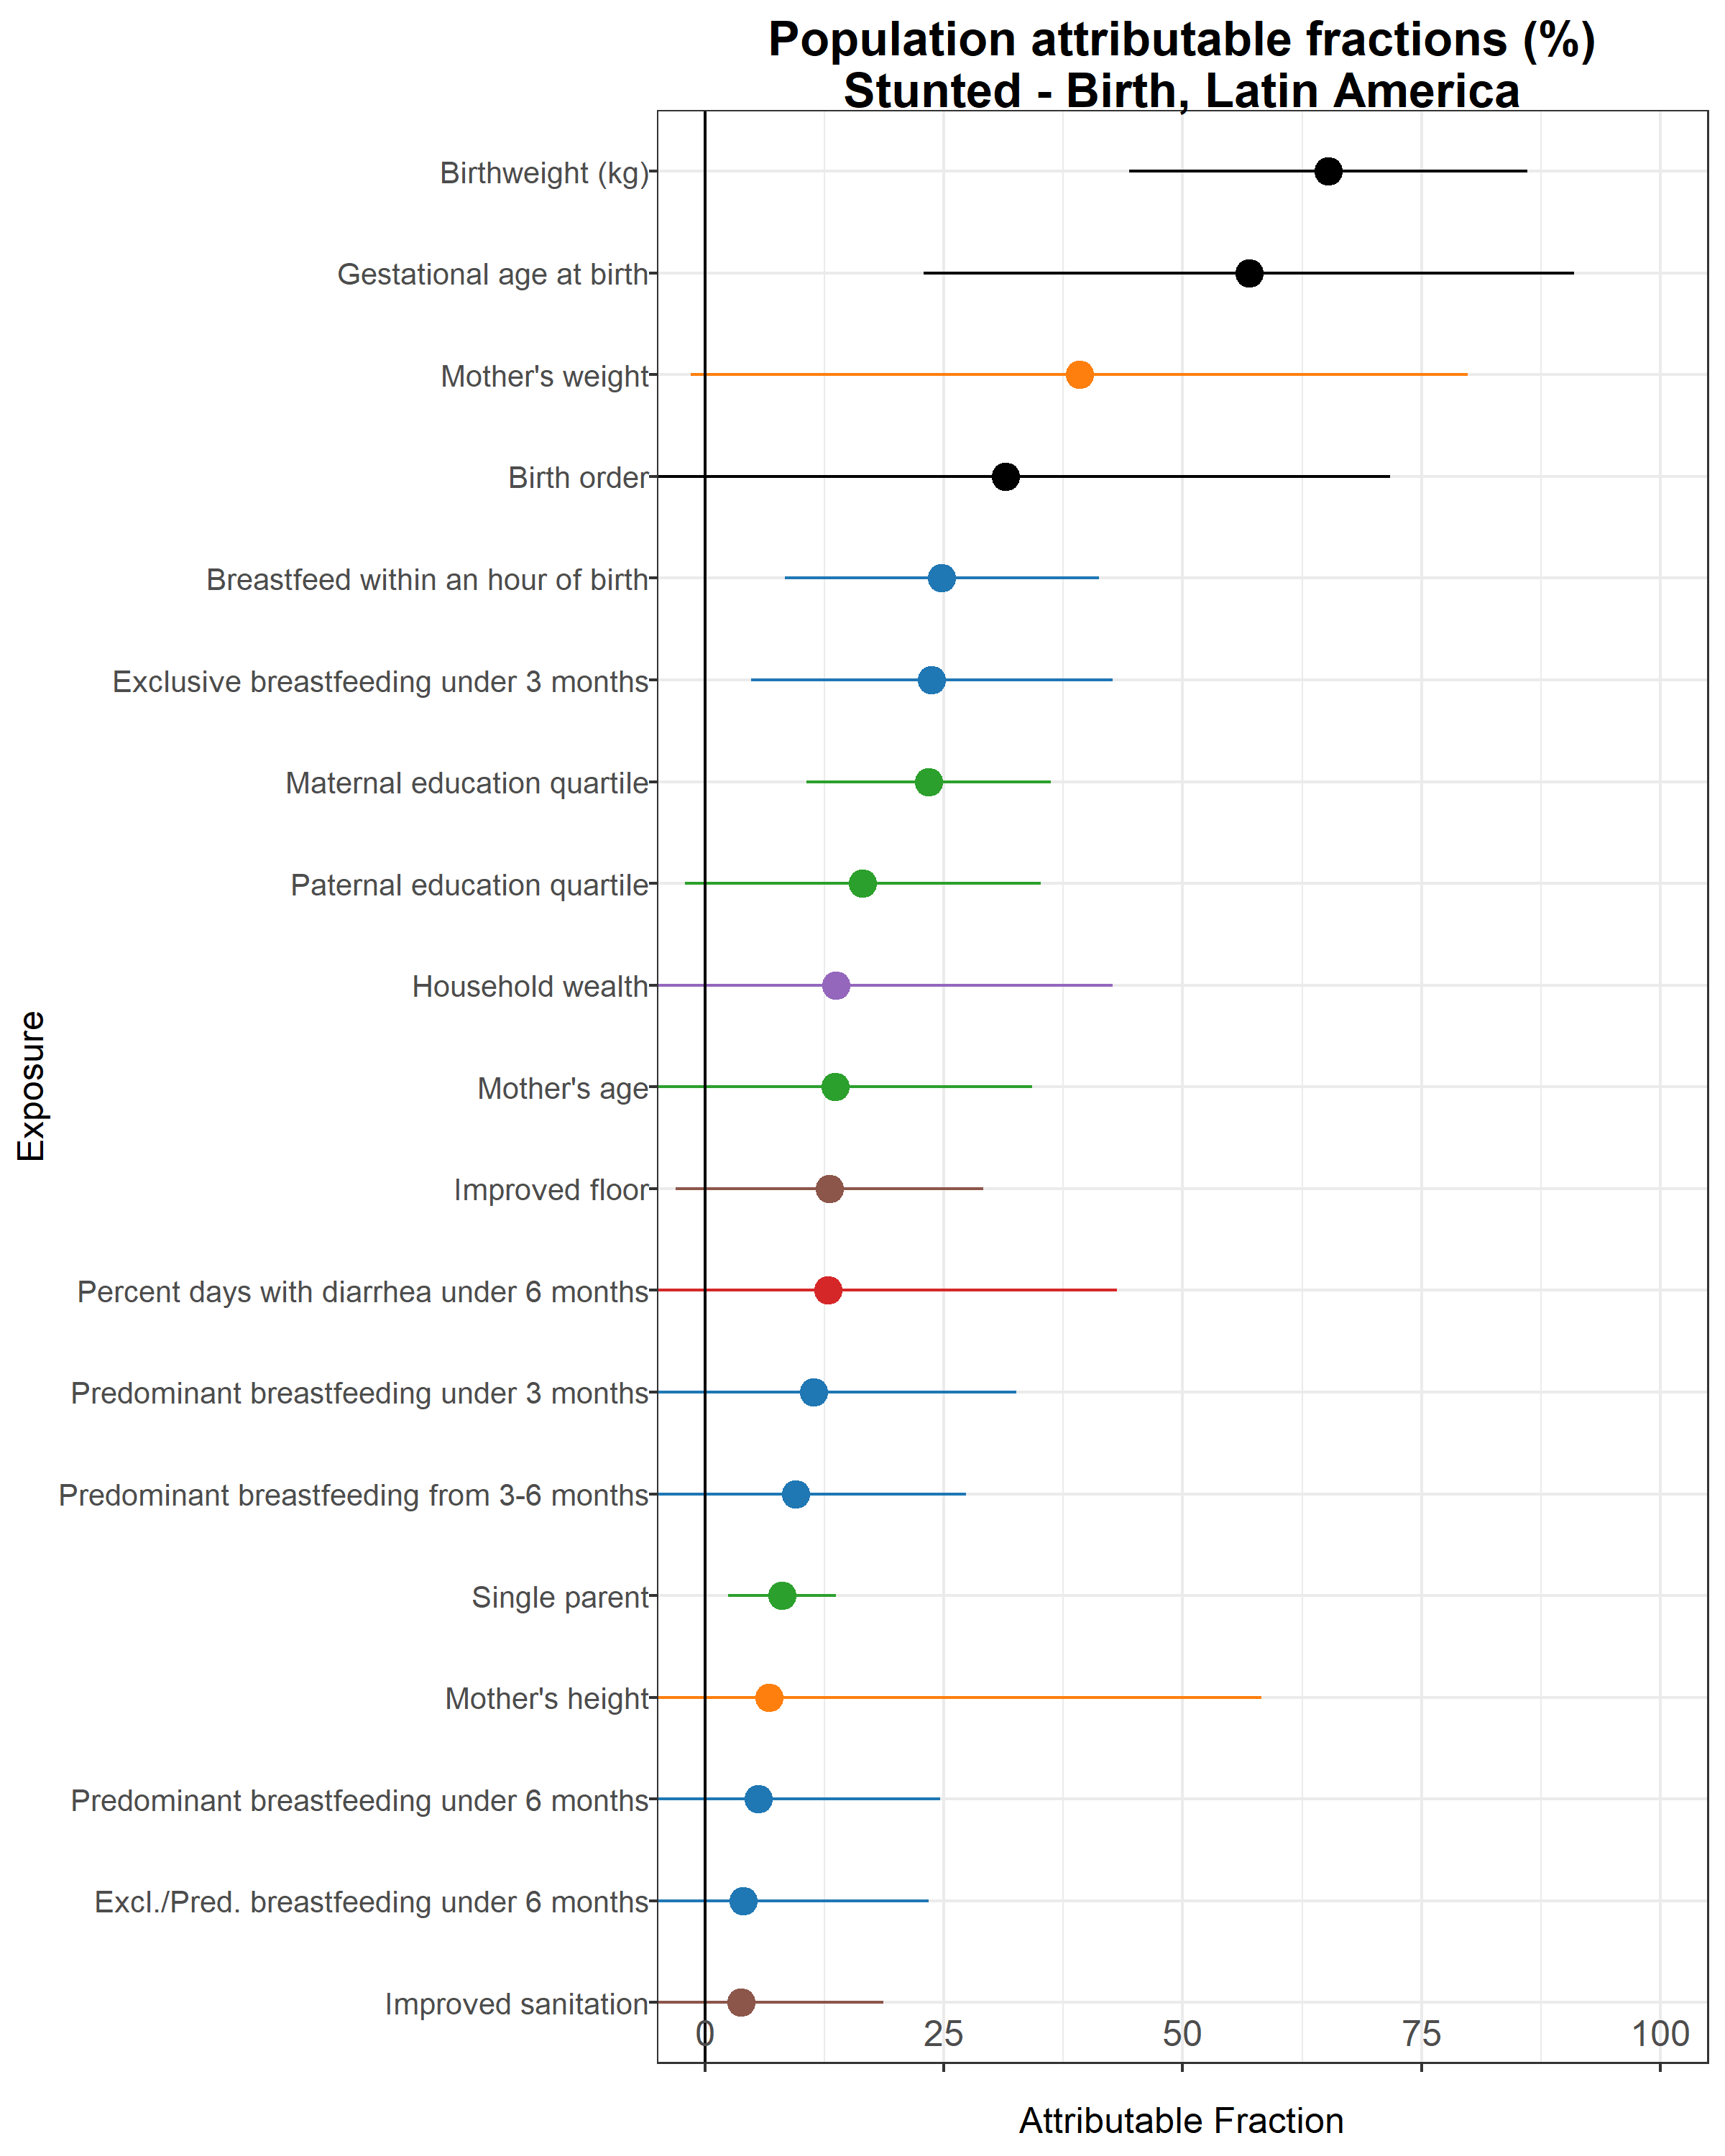 Population attributable fractions (%)
Stunted - Birth, Latin America
Birthweight (kg)
Gestational age at birth
Mother's weight
Birth order
Breastfeed within an hour of birth
Exclusive breastfeeding under 3 months
Maternal education quartile
Paternal education quartile
Household wealth
Mother's age
Improved floor
Percent days with diarrhea under 6 months
Predominant breastfeeding under 3 months
Predominant breastfeeding from 3-6 months
Single parent
Mother's height
Predominant breastfeeding under 6 months
Excl./Pred. breastfeeding under 6 months
Improved sanitation
Exposure
0 25 50 75 100
Attributable Fraction